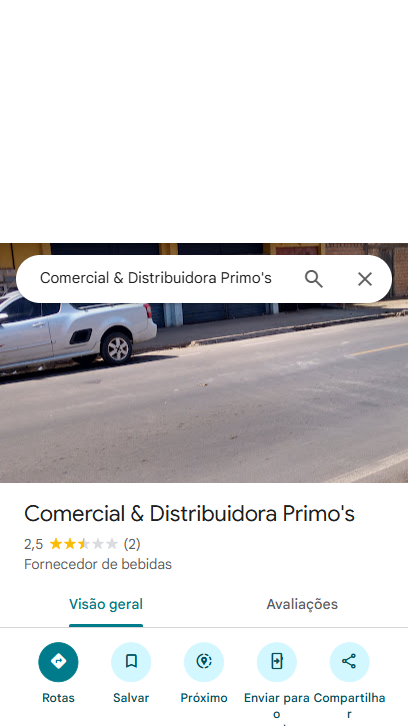 Comercial & Distribuidora Primo's
Comercial & Distribuidora Primo's
2,5 (2)
Fornecedor de bebidas
Visão geral Avaliações
Rotas Salvar Próximo Enviar para o Compartilhar